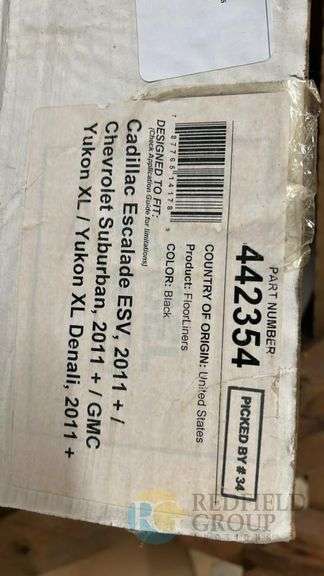 PART NUMBER
442354
PICKED BY # 34
COUNTRY OF ORIGIN: United States
Product: FloorLiners
COLOR: Black
DESIGNED TO FIT:
(Check Application Guide for limitations)
Cadillac Escalade ESV, 2011 + /
Chevrolet Suburban, 2011 + / GMC
Yukon XL / Yukon XL Denali, 2011 +
REDFIELD
GROUP